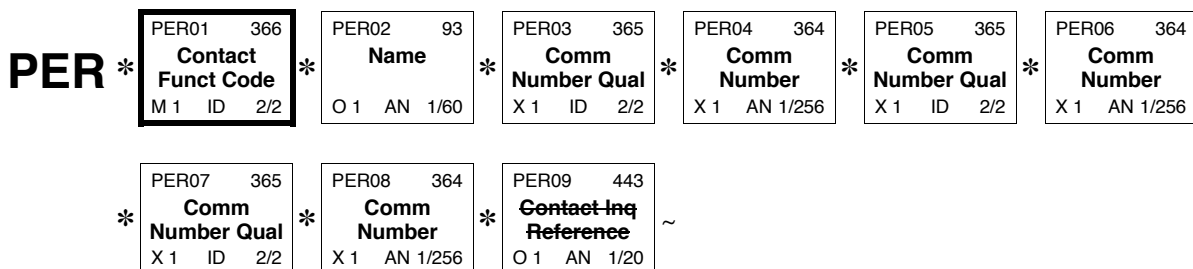 PER01 366 PER02 93 PER03 365 PER04 364 PER05 365 PER06 364
PER * Contact * Name * Comm * Comm * Comm * Comm
Funct Code Number Qual Number Number Qual Number
M 1 ID 2/2 O 1 AN 1/60 X 1 ID 2/2 X 1 AN 1/256 X 1 ID 2/2 X 1 AN 1/256
PER07 365 PER08 364 PER09 443
* Comm * Comm * Contact Inq ~
Number Qual Number Reference
X 1 ID 2/2 X 1 AN 1/256 O 1 AN 1/20